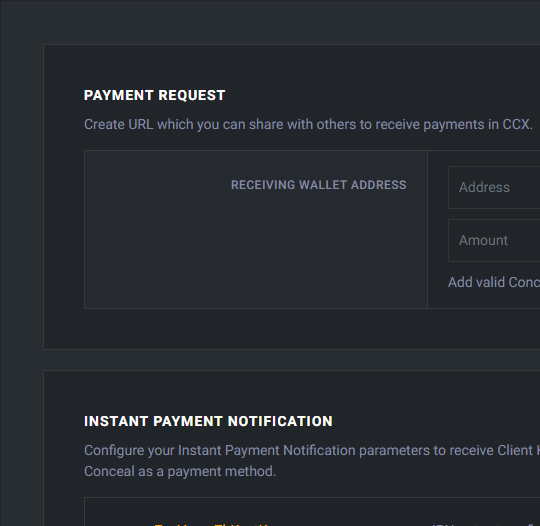 PAYMENT REQUEST
Create URL which you can share with others to receive payments in CCX.
RECEIVING WALLET ADDRESS
Address
Amount
Add valid Conc
INSTANT PAYMENT NOTIFICATION
Configure your Instant Payment Notification parameters to receive Client
Conceal as a payment method.